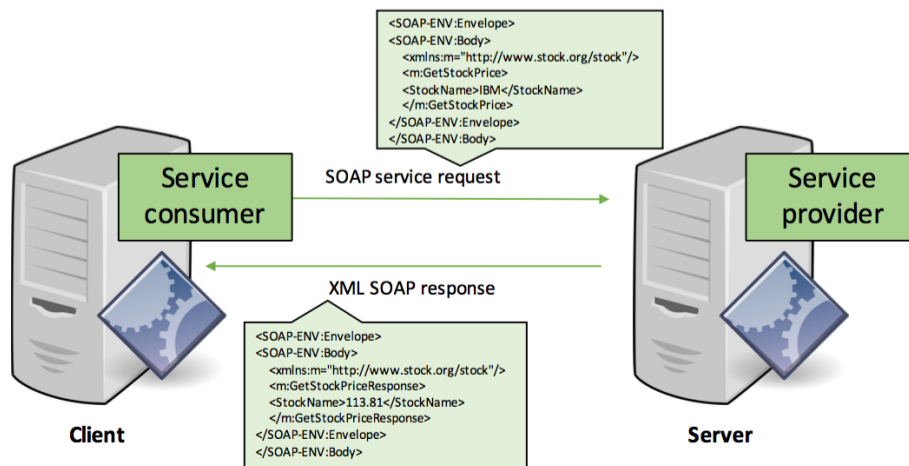 <SOAP-ENV:Envelope>
<SOAP-ENV:Body>
<xmlns:m="http://www.stock.org/stock"/>
<m:GetStockPrice>
<StockName>IBM</StockName>
</m:GetStockPrice>
</SOAP-ENV:Envelope>
</SOAP-ENV:Body>
Service
consumer
SOAP service request
Service
provider
XML SOAP response
<SOAP-ENV:Envelope>
<SOAP-ENV:Body>
<xmlns:m="http://www.stock.org/stock"/>
<m:GetStockPriceResponse>
<StockName>113.81</StockName>
</m:GetStockPriceResponse>
</SOAP-ENV:Envelope>
</SOAP-ENV:Body>
Client
Server